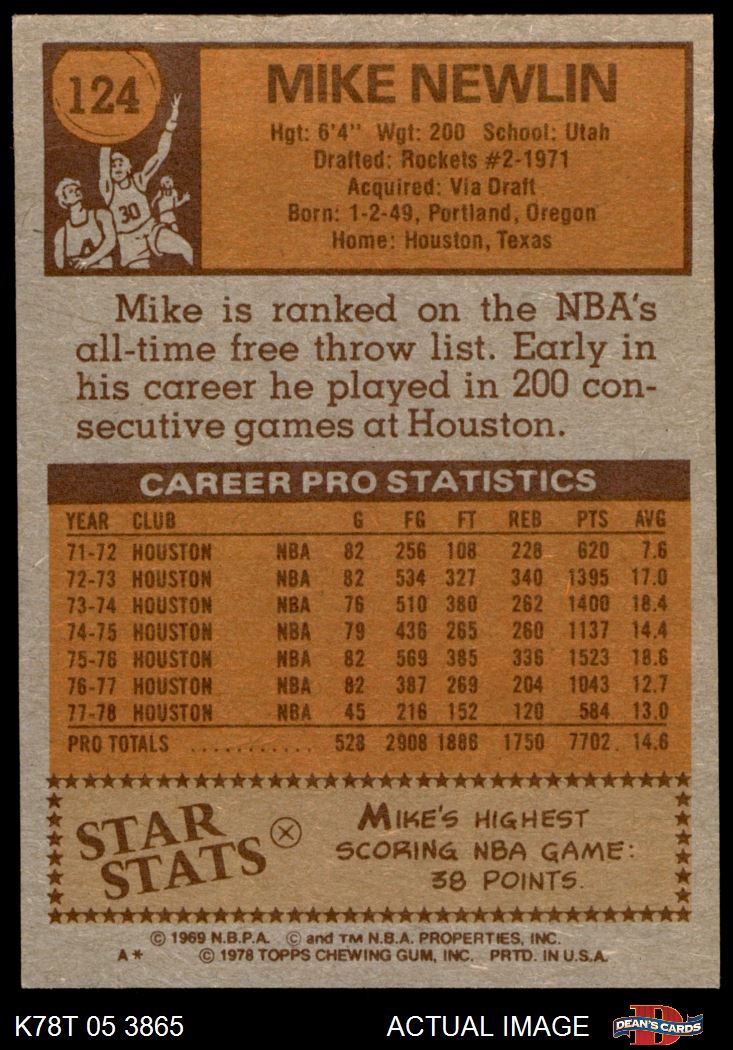 124
MIKE NEWLIN
Hgt: 6'4" Wgt: 200 School: Utah
Drafted: Rockets #2-1971
Acquired: Via Draft
Born: 1-2-49, Portland, Oregon
Home: Houston, Texas
30
Mike is ranked on the NBA's
all-time free throw list. Early in
his career he played in 200 con-
secutive games at Houston.
CAREER PRO STATISTICS
YEAR CLUB G FG FT REB PTS AVG
71-72 HOUSTON NBA 82 256 108 228 620 7.6
72-73 HOUSTON NBA 82 534 327 340 1395 17.0
73-74 HOUSTON NBA 76 510 380 262 1400 18.4
74-75 HOUSTON NBA 79 436 265 260 1137 14.4
75-76 HOUSTON NBA 82 569 385 336 1523 18.6
76-77 HOUSTON NBA 82 387 269 204 1043 12.7
77-78 HOUSTON NBA 45 216 152 120 584 13.0
PRO TOTALS ........... 528 2908 1886 1750 7702 14.6
STAR
STATS
MIKE'S HIGHEST
SCORING NBA GAME:
38 POINTS.
© 1969 N.B.P.A. © and TM N.B.A. PROPERTIES, INC.
A* © 1978 TOPPS CHEWING GUM, INC. PRTD. IN U.S.A.
K78T 05 3865 ACTUAL IMAGE DEAN'S CARDS